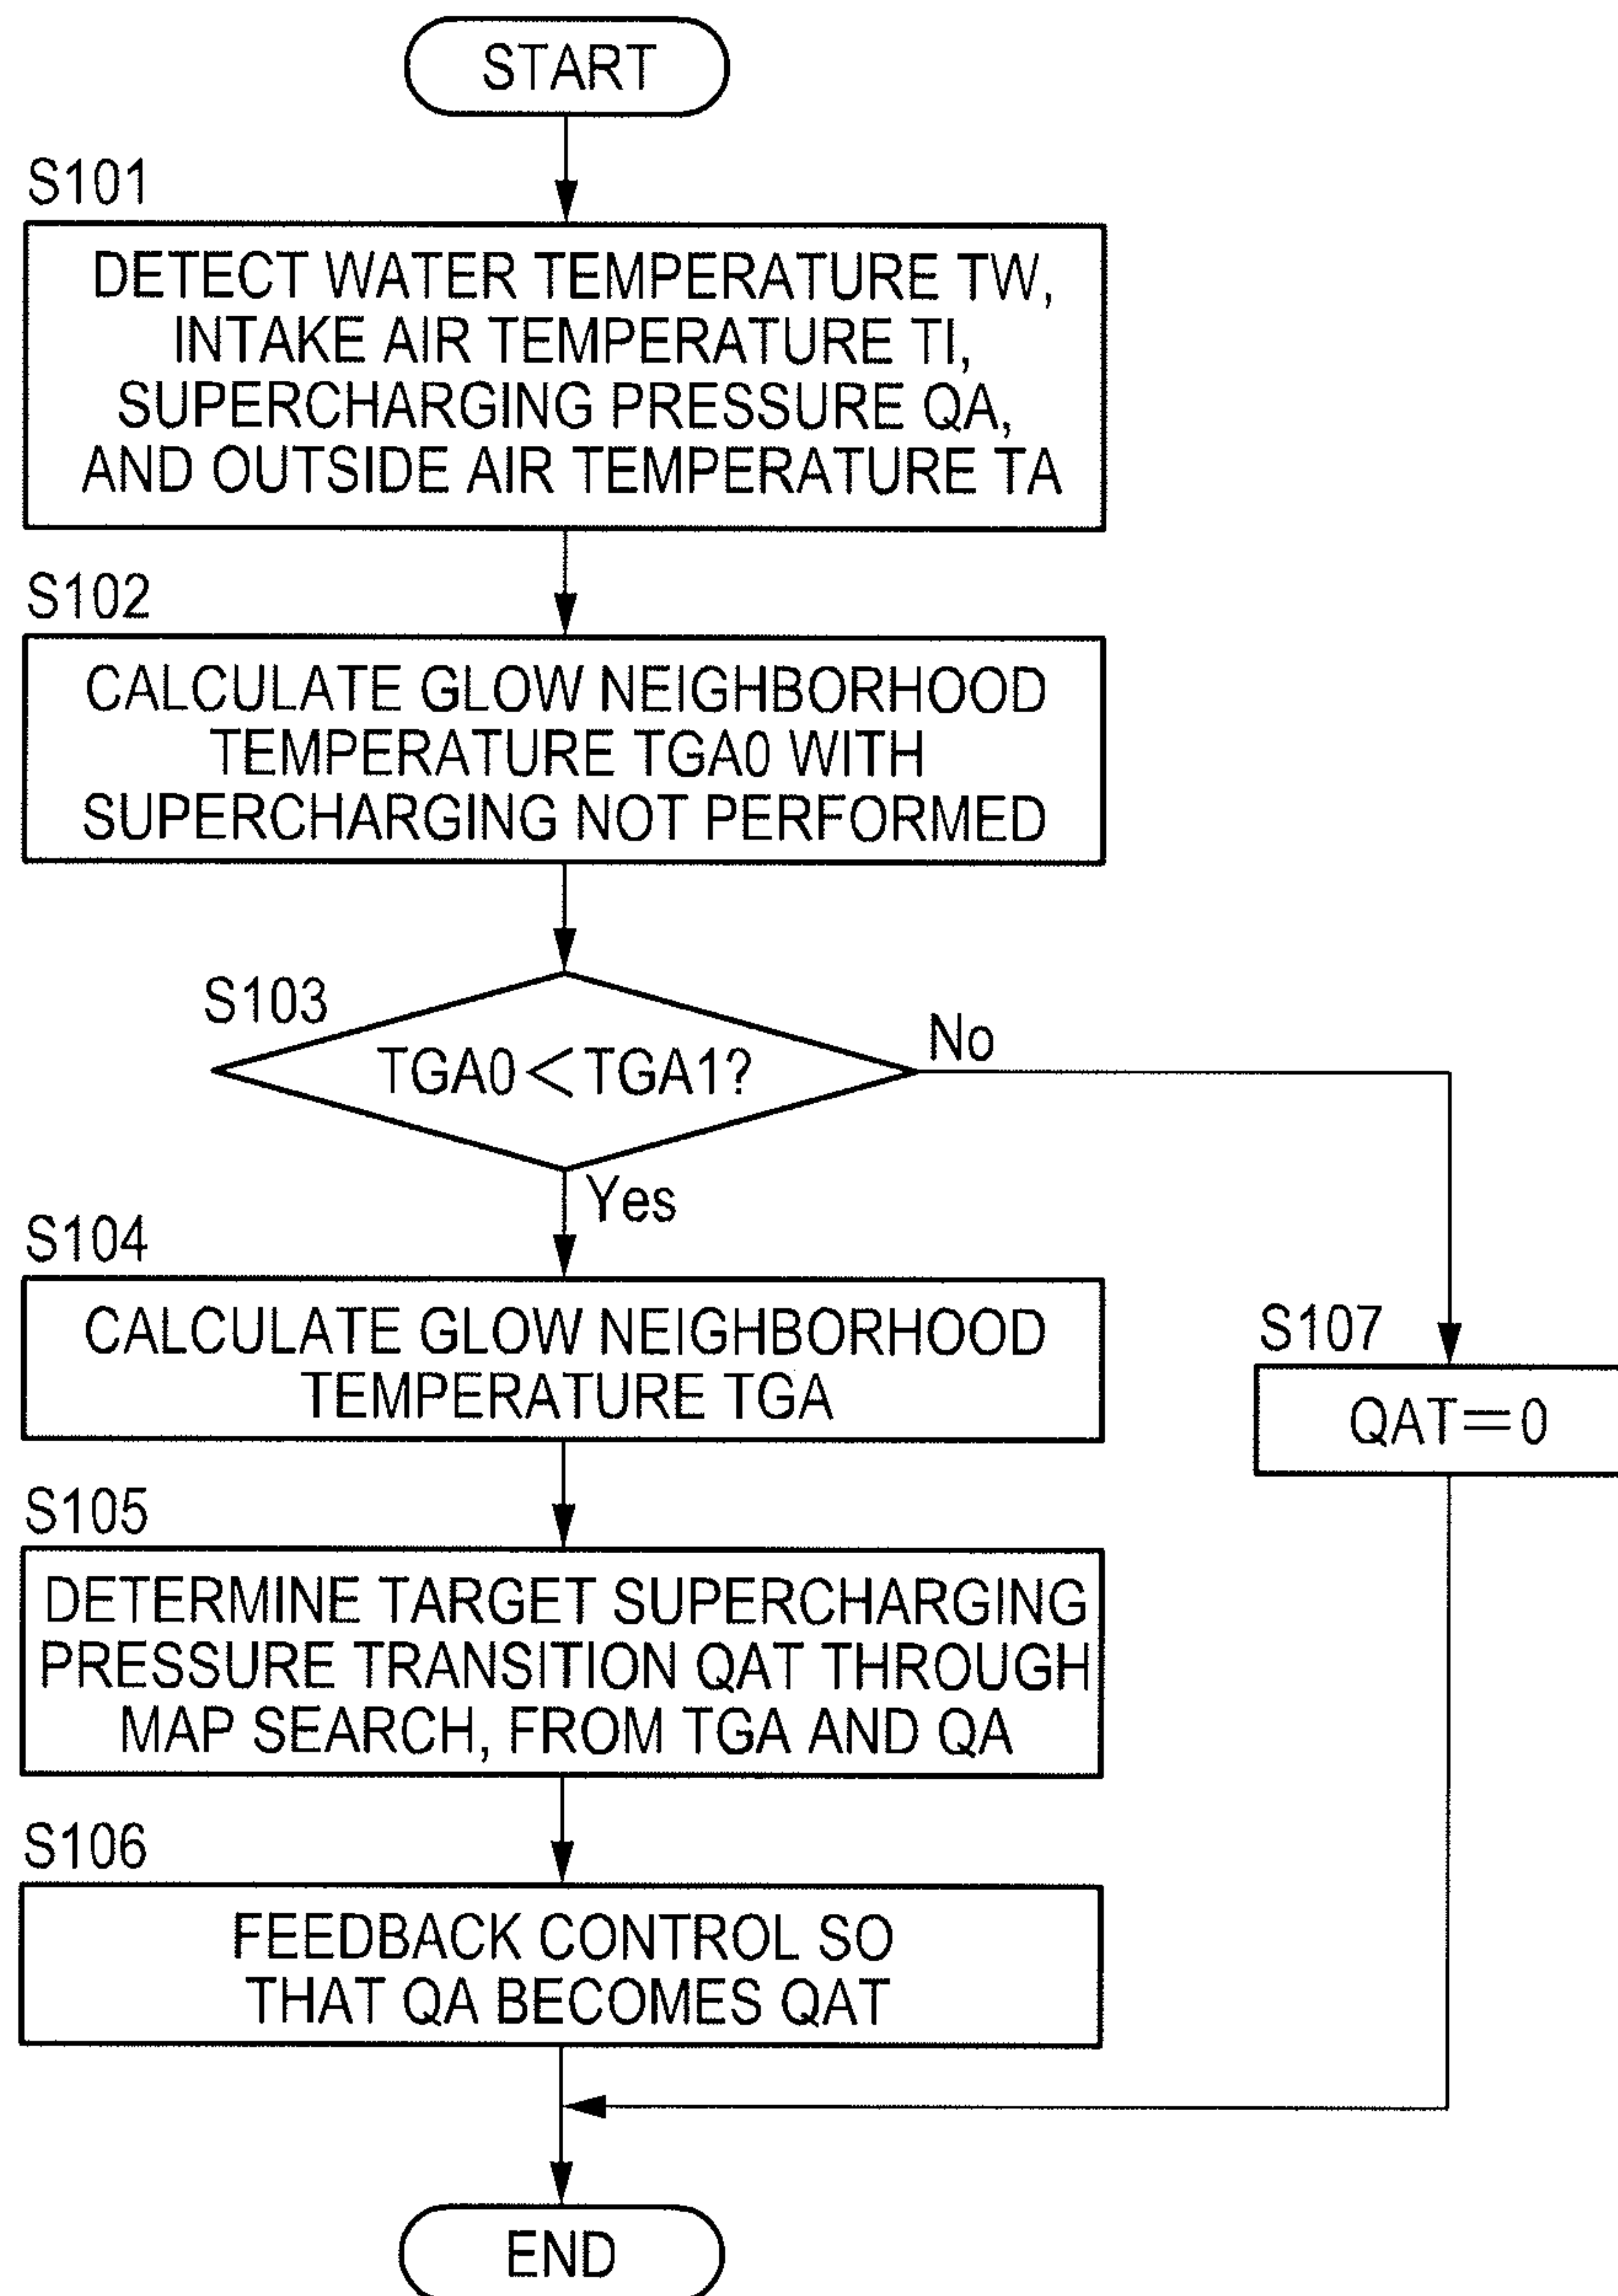 START
S101
DETECT WATER TEMPERATURE TW,
INTAKE AIR TEMPERATURE TI,
SUPERCHARGING PRESSURE QA,
AND OUTSIDE AIR TEMPERATURE TA
S102
CALCULATE GLOW NEIGHBORHOOD
TEMPERATURE TGA0 WITH
SUPERCHARGING NOT PERFORMED
S103
TGA0<TGA1?
No
Yes
S104
CALCULATE GLOW NEIGHBORHOOD
TEMPERATURE TGA
S107
QAT=0
S105
DETERMINE TARGET SUPERCHARGING
PRESSURE TRANSITION QAT THROUGH
MAP SEARCH, FROM TGA AND QA
S106
FEEDBACK CONTROL SO
THAT QA BECOMES QAT
END